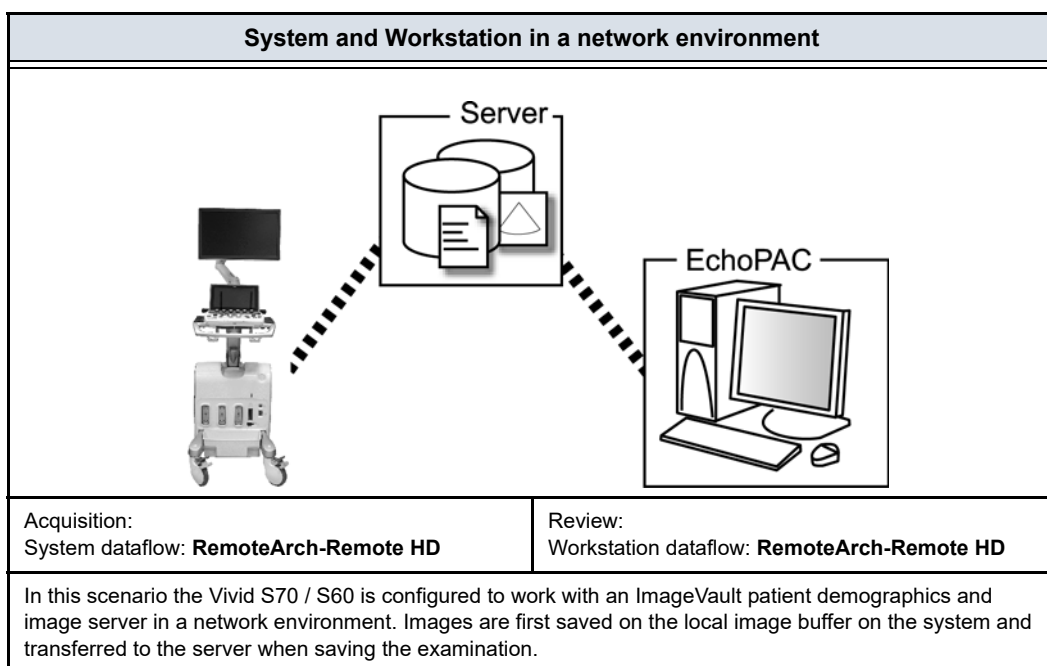 System and Workstation in a network environment
Server
EchoPAC
Acquisition:
System dataflow: RemoteArch-Remote HD
Review:
Workstation dataflow: RemoteArch-Remote HD
In this scenario the Vivid S70 / S60 is configured to work with an ImageVault patient demographics and
image server in a network environment. Images are first saved on the local image buffer on the system and
transferred to the server when saving the examination.